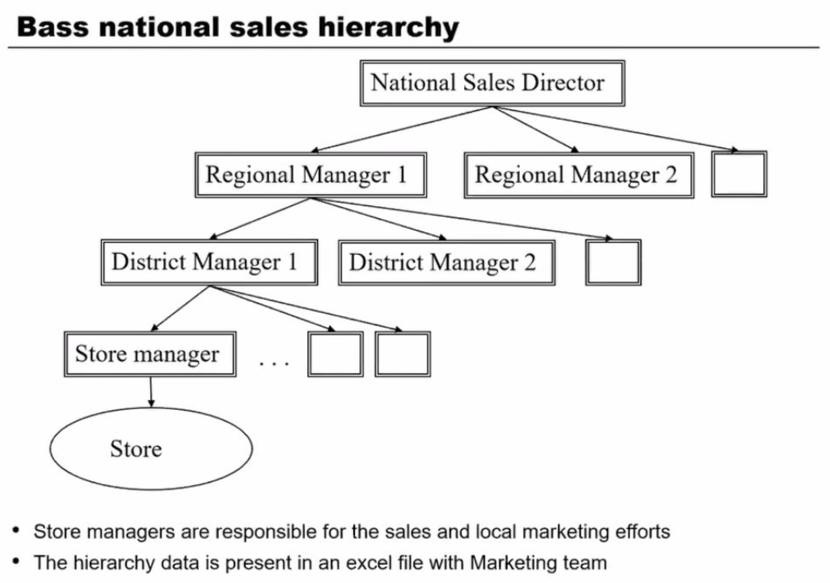 Bass national sales hierarchy
National Sales Director
Regional Manager 1
Regional Manager 2
District Manager 1
District Manager 2
Store manager
...
Store
• Store managers are responsible for the sales and local marketing efforts
• The hierarchy data is present in an excel file with Marketing team